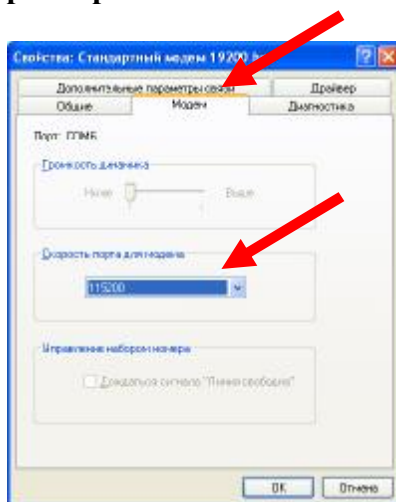 Свойства: Стандартный модем 19200
Дополнительные параметры связи Драйвер
Общие Модем Диагностика
Порт: COM6
Громкость динамика
Ниже Выше
Скорость порта для модема
115200
Управление набором номера
Дождаться сигнала "Линия свободна"
OK Отмена